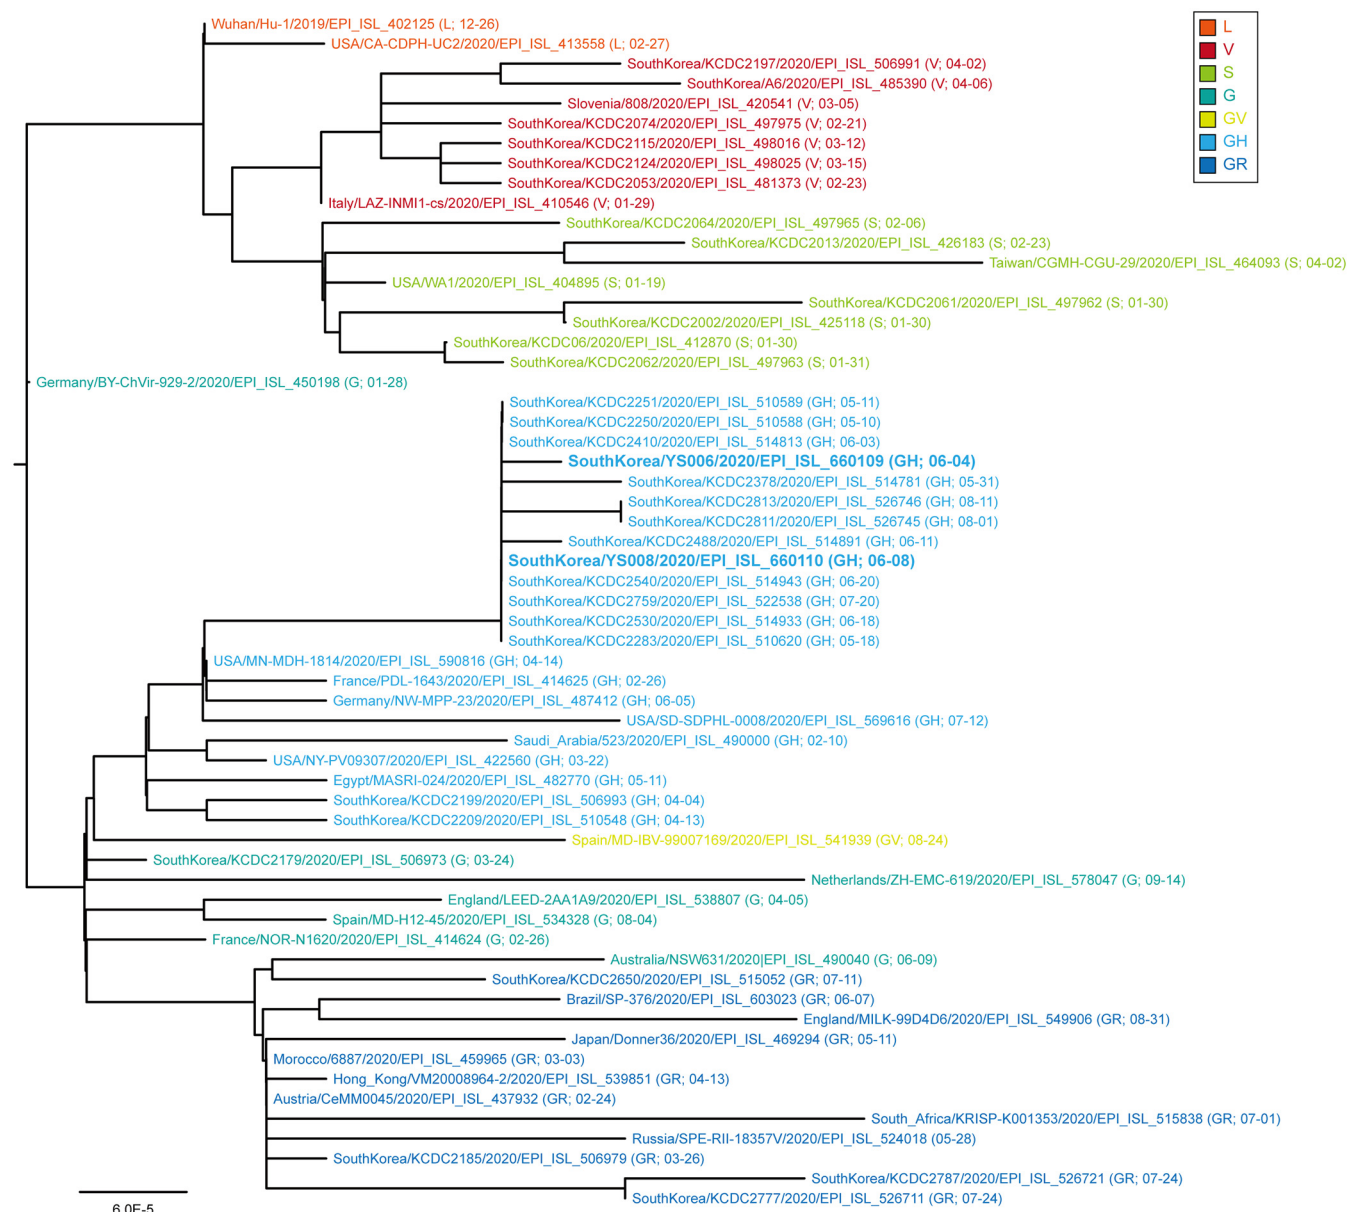 Wuhan/Hu-1/2019/EPI_ISL_402125 (L; 12-26)
USA/CA-CDPH-UC2/2020/EPI_ISL_413558 (L; 02-27)
SouthKorea/KCDC2197/2020/EPI_ISL_506991 (V; 04-02)
SouthKorea/A6/2020/EPI_ISL_485390 (V; 04-06)
Slovenia/808/2020/EPI_ISL_420541 (V; 03-05)
SouthKorea/KCDC2074/2020/EPI_ISL_497975 (V; 02-21)
SouthKorea/KCDC2115/2020/EPI_ISL_498016 (V; 03-12)
SouthKorea/KCDC2124/2020/EPI_ISL_498025 (V; 03-15)
SouthKorea/KCDC2053/2020/EPI_ISL_481373 (V; 02-23)
Italy/LAZ-INMI1-cs/2020/EPI_ISL_410546 (V; 01-29)
SouthKorea/KCDC2064/2020/EPI_ISL_497965 (S; 02-06)
SouthKorea/KCDC2013/2020/EPI_ISL_426183 (S; 02-23)
Taiwan/CGMH-CGU-29/2020/EPI_ISL_464093 (S; 04-02)
USA/WA1/2020/EPI_ISL_404895 (S; 01-19)
SouthKorea/KCDC2061/2020/EPI_ISL_497962 (S; 01-30)
SouthKorea/KCDC2002/2020/EPI_ISL_425118 (S; 01-30)
SouthKorea/KCDC06/2020/EPI_ISL_412870 (S; 01-30)
SouthKorea/KCDC2062/2020/EPI_ISL_497963 (S; 01-31)
Germany/BY-ChVir-929-2/2020/EPI_ISL_450198 (G; 01-28)
SouthKorea/KCDC2251/2020/EPI_ISL_510589 (GH; 05-11)
SouthKorea/KCDC2250/2020/EPI_ISL_510588 (GH; 05-10)
SouthKorea/KCDC2410/2020/EPI_ISL_514813 (GH; 06-03)
SouthKorea/YS006/2020/EPI_ISL_660109 (GH; 06-04)
SouthKorea/KCDC2378/2020/EPI_ISL_514781 (GH; 05-31)
SouthKorea/KCDC2813/2020/EPI_ISL_526746 (GH; 08-11)
SouthKorea/KCDC2811/2020/EPI_ISL_526745 (GH; 08-01)
SouthKorea/KCDC2488/2020/EPI_ISL_514891 (GH; 06-11)
SouthKorea/YS008/2020/EPI_ISL_660110 (GH; 06-08)
SouthKorea/KCDC2540/2020/EPI_ISL_514943 (GH; 06-20)
SouthKorea/KCDC2759/2020/EPI_ISL_522538 (GH; 07-20)
SouthKorea/KCDC2530/2020/EPI_ISL_514933 (GH; 06-18)
SouthKorea/KCDC2283/2020/EPI_ISL_510620 (GH; 05-18)
USA/MN-MDH-1814/2020/EPI_ISL_590816 (GH; 04-14)
France/PDL-1643/2020/EPI_ISL_414625 (GH; 02-26)
Germany/NW-MPP-23/2020/EPI_ISL_487412 (GH; 06-05)
USA/SD-SDPHL-0008/2020/EPI_ISL_569616 (GH; 07-12)
Saudi_Arabia/523/2020/EPI_ISL_490000 (GH; 02-10)
USA/NY-PV09307/2020/EPI_ISL_422560 (GH; 03-22)
Egypt/MASRI-024/2020/EPI_ISL_482770 (GH; 05-11)
SouthKorea/KCDC2199/2020/EPI_ISL_506993 (GH; 04-04)
SouthKorea/KCDC2209/2020/EPI_ISL_510548 (GH; 04-13)
Spain/MD-IBV-99007169/2020/EPI_ISL_541939 (GV; 08-24)
SouthKorea/KCDC2179/2020/EPI_ISL_506973 (G; 03-24)
Netherlands/ZH-EMC-619/2020/EPI_ISL_578047 (G; 09-14)
England/LEED-2AA1A9/2020/EPI_ISL_538807 (G; 04-05)
Spain/MD-H12-45/2020/EPI_ISL_534328 (G; 08-04)
France/NOR-N1620/2020/EPI_ISL_414624 (G; 02-26)
Australia/NSW631/2020|EPI_ISL_490040 (G; 06-09)
SouthKorea/KCDC2650/2020/EPI_ISL_515052 (GR; 07-11)
Brazil/SP-376/2020/EPI_ISL_603023 (GR; 06-07)
England/MILK-99D4D6/2020/EPI_ISL_549906 (GR; 08-31)
Japan/Donner36/2020/EPI_ISL_469294 (GR; 05-11)
Morocco/6887/2020/EPI_ISL_459965 (GR; 03-03)
Hong_Kong/VM20008964-2/2020/EPI_ISL_539851 (GR; 04-13)
Austria/CeMM0045/2020/EPI_ISL_437932 (GR; 02-24)
South_Africa/KRISP-K001353/2020/EPI_ISL_515838 (GR; 07-01)
Russia/SPE-RII-18357V/2020/EPI_ISL_524018 (05-28)
SouthKorea/KCDC2185/2020/EPI_ISL_506979 (GR; 03-26)
SouthKorea/KCDC2787/2020/EPI_ISL_526721 (GR; 07-24)
SouthKorea/KCDC2777/2020/EPI_ISL_526711 (GR; 07-24)
6.0E-5
L
V
S
G
GV
GH
GR